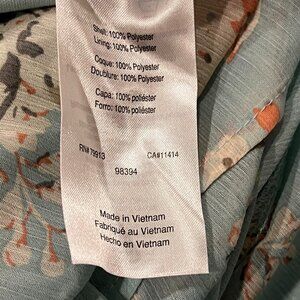 Shell: 100% Polyester
Lining: 100% Polyester
Coque: 100% Polyester
Doublure: 100% Polyester
Capa: 100% poliéster
Forro: 100% poliéster
RN# 79913 CA#11414
98394
Made in Vietnam
Fabriqué au Vietnam
Hecho en Vietnam